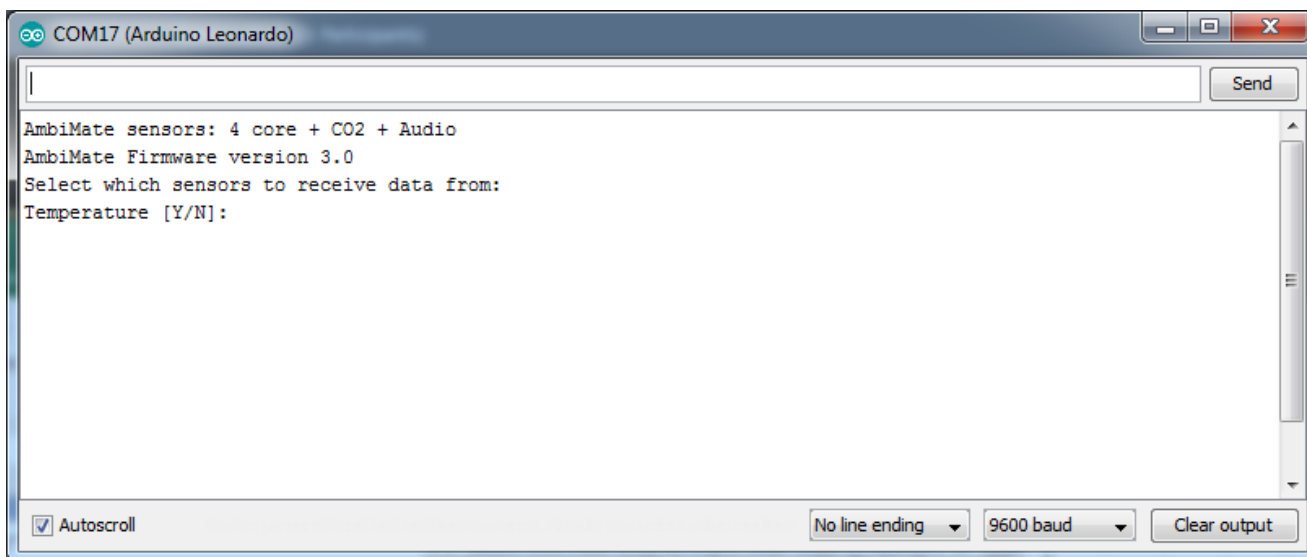 COM17 (Arduino Leonardo)
Send
AmbiMate sensors: 4 core + CO2 + Audio
AmbiMate Firmware version 3.0
Select which sensors to receive data from:
Temperature [Y/N]:
Autoscroll
No line ending
9600 baud
Clear output